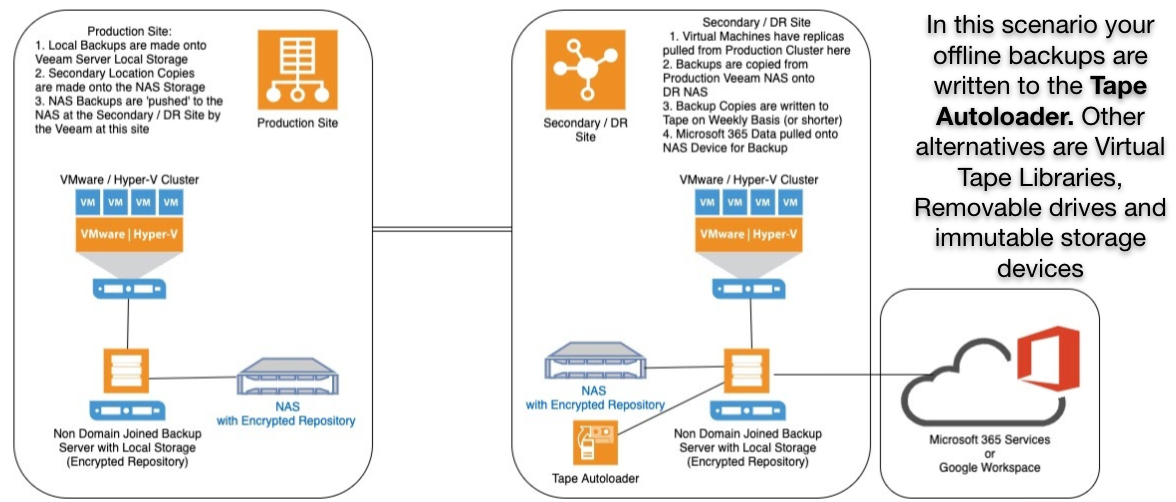 Production Site:
1. Local Backups are made onto
Veeam Server Local Storage
2. Secondary Location Copies
are made onto the NAS Storage
3. NAS Backups are 'pushed' to the
NAS at the Secondary / DR Site by
the Veeam at this site
Production Site
VMware / Hyper-V Cluster
VM VM VM VM
VMware | Hyper-V
NAS
with Encrypted Repository
Non Domain Joined Backup
Server with Local Storage
(Encrypted Repository)
Secondary / DR Site
1. Virtual Machines have replicas
pulled from Production Cluster here
2. Backups are copied from
Production Veeam NAS onto
DR NAS
3. Backup Copies are written to
Tape on Weekly Basis (or shorter)
4. Microsoft 365 Data pulled onto
NAS Device for Backup
Secondary / DR
Site
VMware / Hyper-V Cluster
VM VM VM VM
VMware | Hyper-V
NAS
with Encrypted Repository
Tape Autoloader
Non Domain Joined Backup
Server with Local Storage
(Encrypted Repository)
In this scenario your
offline backups are
written to the Tape
Autoloader. Other
alternatives are Virtual
Tape Libraries,
Removable drives and
immutable storage
devices
Microsoft 365 Services
or
Google Workspace